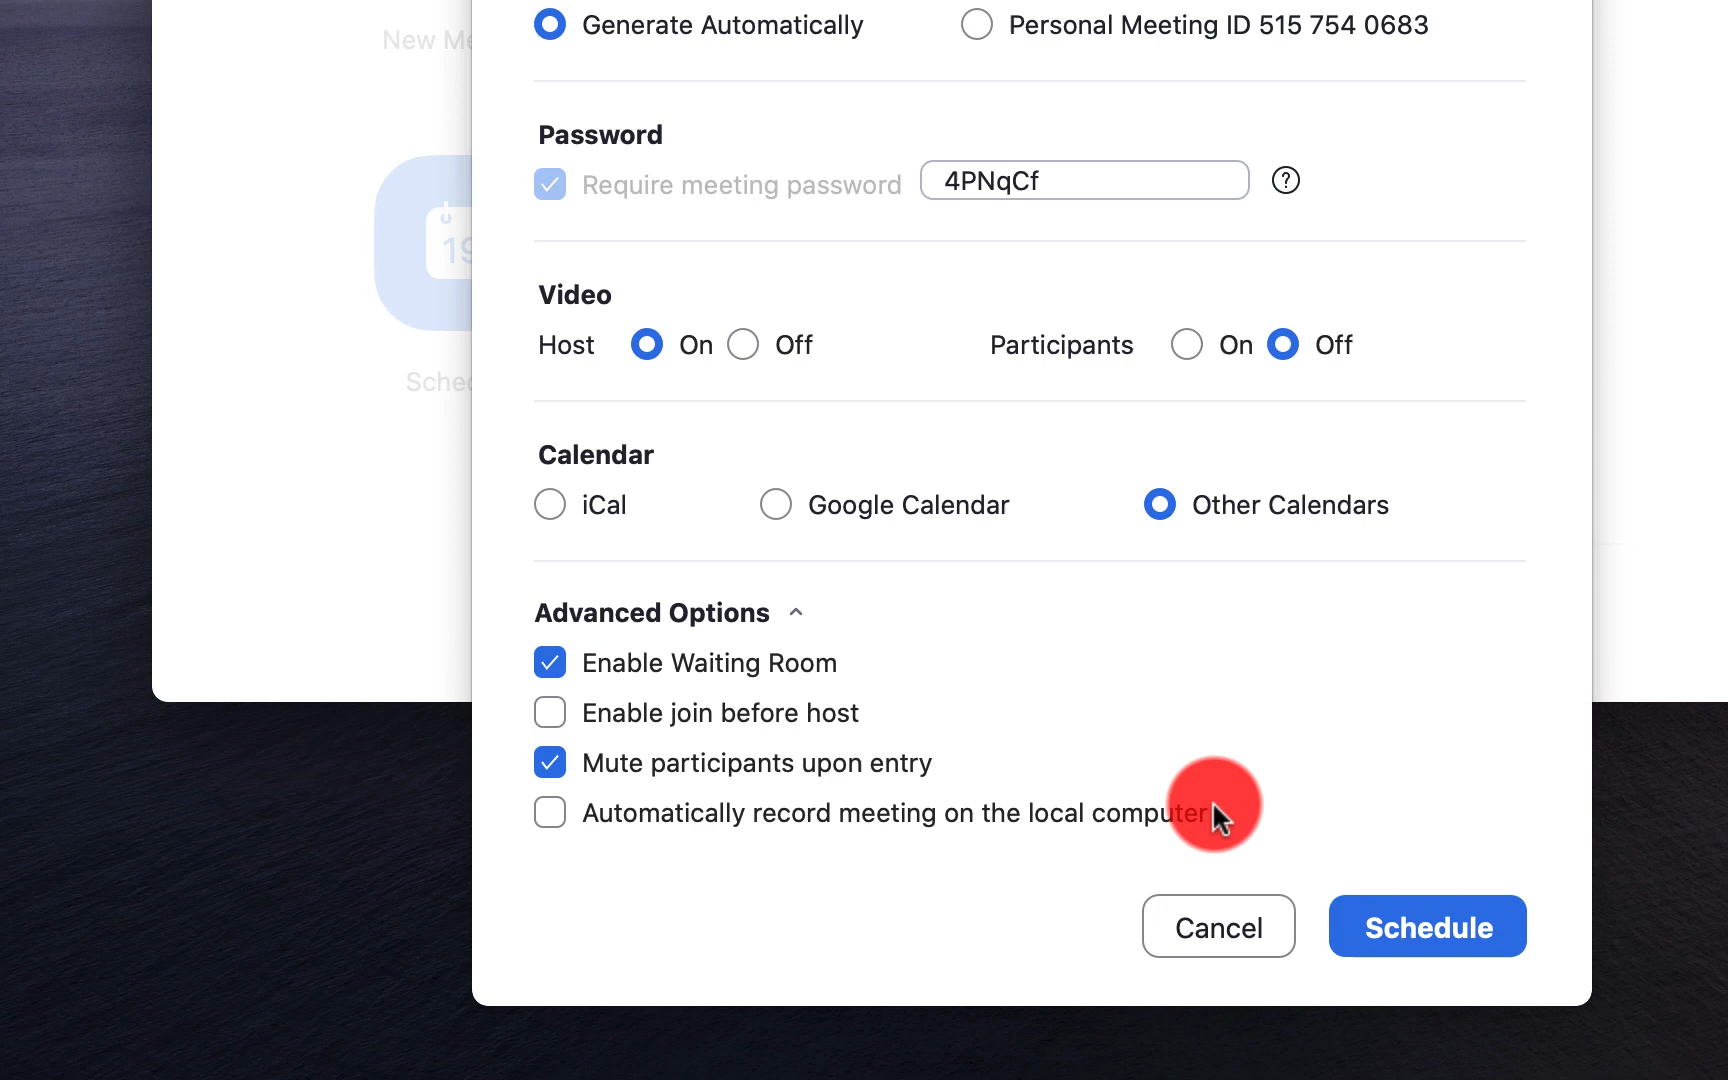 New Me
Generate Automatically Personal Meeting ID 515 754 0683
Password
Require meeting password 4PNqCf ?
19
Video
Host On Off Participants On Off
Sched
Calendar
iCal Google Calendar Other Calendars
Advanced Options
Enable Waiting Room
Enable join before host
Mute participants upon entry
Automatically record meeting on the local computer
Cancel Schedule